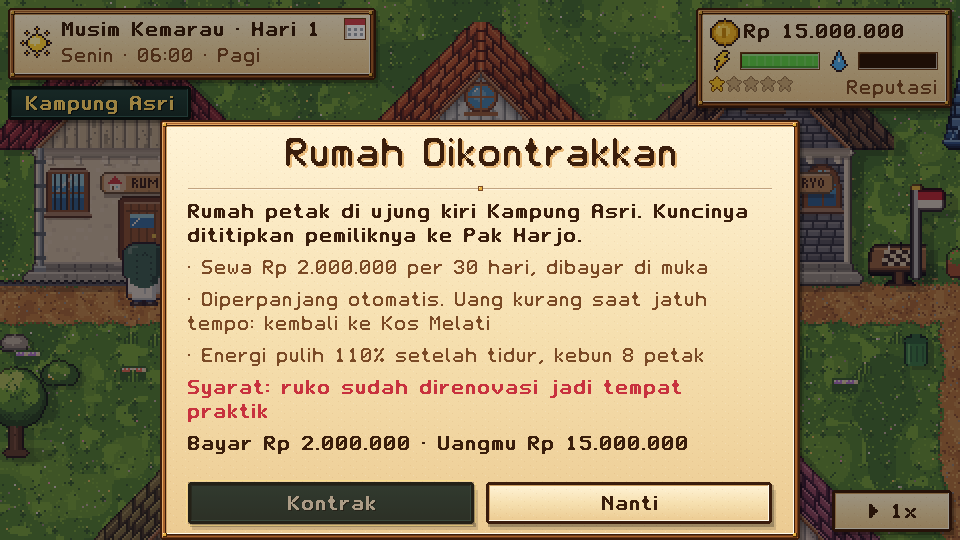 Musim Kemarau · Hari 1
Senin · 06:00 · Pagi
Rp 15.000.000
Reputasi
Kampung Asri
Rumah Dikontrakkan
Rumah petak di ujung kiri Kampung Asri. Kuncinya
dititipkan pemiliknya ke Pak Harjo.
· Sewa Rp 2.000.000 per 30 hari, dibayar di muka
· Diperpanjang otomatis. Uang kurang saat jatuh
tempo: kembali ke Kos Melati
· Energi pulih 110% setelah tidur, kebun 8 petak
Syarat: ruko sudah direnovasi jadi tempat
praktik
Bayar Rp 2.000.000 · Uangmu Rp 15.000.000
Kontrak
Nanti
1x